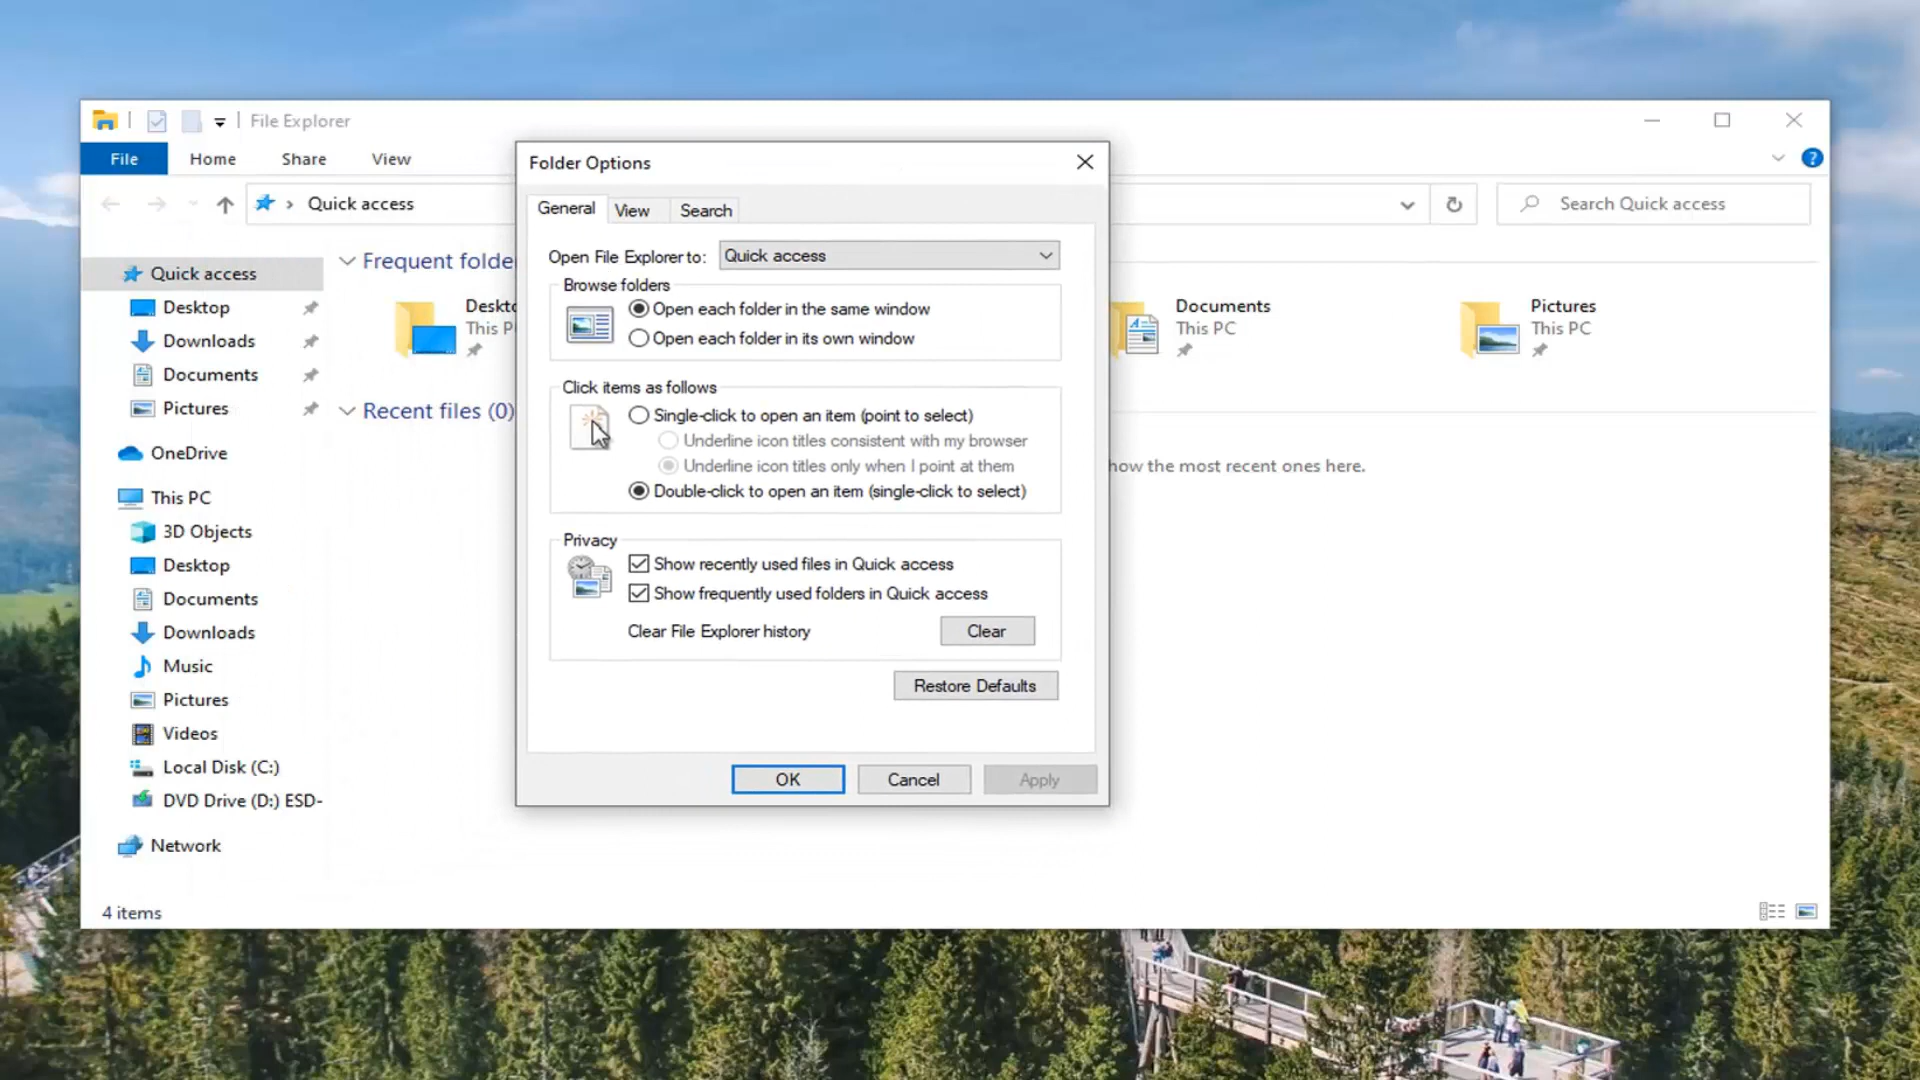 File Explorer
File Home Share View
Quick access
Search Quick access
Quick access
Desktop
Downloads
Documents
Pictures
OneDrive
This PC
3D Objects
Desktop
Documents
Downloads
Music
Pictures
Videos
Local Disk (C:)
DVD Drive (D:) ESD-
Network
4 items
Frequent folde
Deskto
This P
Documents
This PC
Pictures
This PC
Recent files (0)
how the most recent ones here.
Folder Options
General View Search
Open File Explorer to: Quick access
Browse folders
Open each folder in the same window
Open each folder in its own window
Click items as follows
Single-click to open an item (point to select)
Underline icon titles consistent with my browser
Underline icon titles only when I point at them
Double-click to open an item (single-click to select)
Privacy
Show recently used files in Quick access
Show frequently used folders in Quick access
Clear File Explorer history Clear
Restore Defaults
OK Cancel Apply